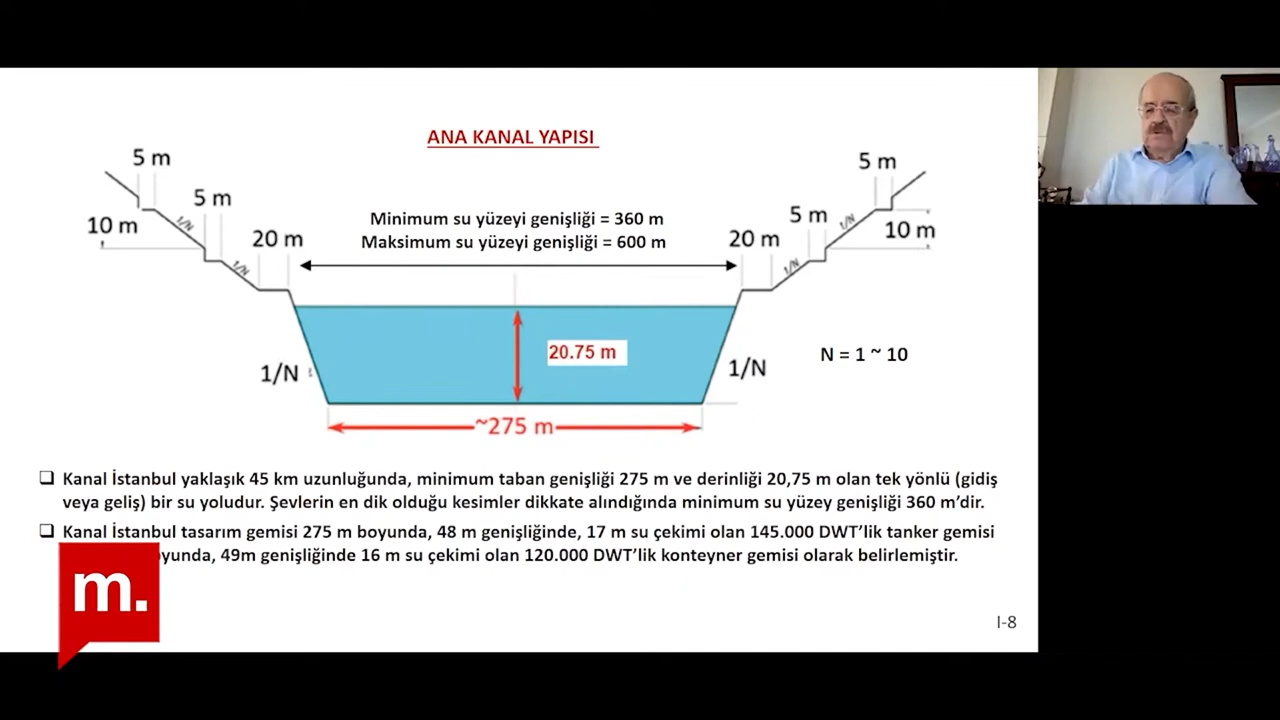 ANA KANAL YAPISI
5 m
5 m
5 m
5 m
10 m
1/N
Minimum su yüzeyi genişliği = 360 m
1/N
10 m
20 m
Maksimum su yüzeyi genişliği = 600 m
20 m
1/N
1/N
20.75 m
N = 1 ~ 10
1/N
1/N
~275 m
Kanal İstanbul yaklaşık 45 km uzunluğunda, minimum taban genişliği 275 m ve derinliği 20,75 m olan tek yönlü (gidiş
veya geliş) bir su yoludur. Şevlerin en dik olduğu kesimler dikkate alındığında minimum su yüzey genişliği 360 m’dir.
Kanal İstanbul tasarım gemisi 275 m boyunda, 48 m genişliğinde, 17 m su çekimi olan 145.000 DWT’lik tanker gemisi
49m genişliğinde 16 m su çekimi olan 120.000 DWT’lik konteyner gemisi olarak belirlemiştir.
m.
I-8